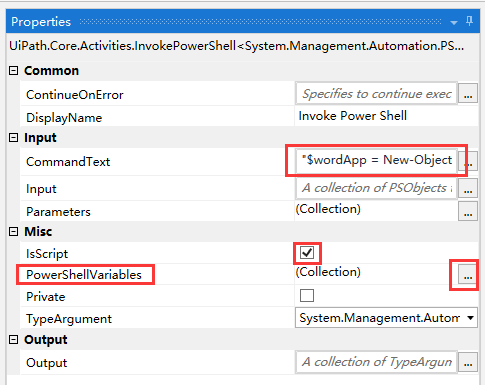 Properties
UiPath.Core.Activities.InvokePowerShell<System.Management.Automation.PS...
Common
ContinueOnError Specifies to continue exec ...
DisplayName Invoke Power Shell
Input
CommandText "$wordApp = New-Object ...
Input A collection of PSObjects ...
Parameters (Collection) ...
Misc
IsScript
PowerShellVariables (Collection) ...
Private
TypeArgument System.Management.Autom
Output
Output A collection of TypeArgum ...